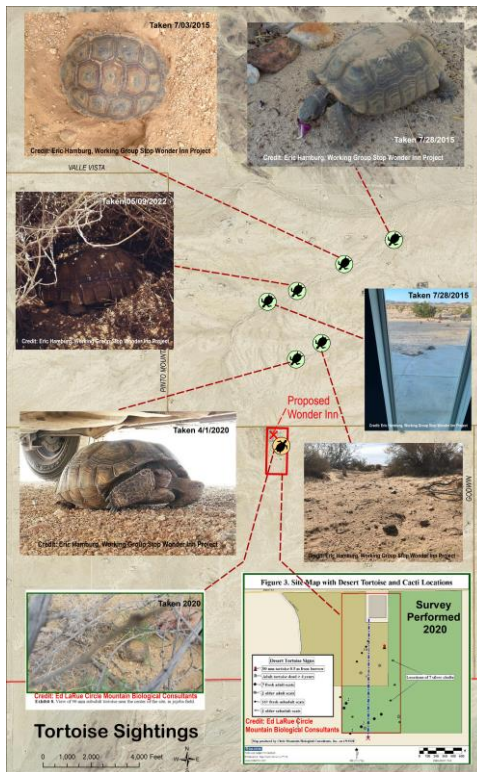 Taken 7/03/2015
Credit: Eric Hamburg, Working Group Stop Wonder Inn Project
Taken 7/28/2015
Credit: Eric Hamburg, Working Group Stop Wonder Inn Project
VALLE VISTA
Taken 05/09/2022
Credit: Eric Hamburg, Working Group Stop Wonder Inn Project
Taken 7/28/2015
Credit: Eric Hamburg, Working Group Stop Wonder Inn Project
PINTO MOUNT
Proposed
Wonder Inn
Taken 4/1/2020
Credit: Eric Hamburg, Working Group Stop Wonder Inn Project
GODWIN
Credit: Eric Hamburg, Working Group Stop Wonder Inn Project
Taken 2020
Credit: Ed LaRue Circle Mountain Biological Consultants
Figure 3. Site Map with Desert Tortoise and Cacti Locations
Survey
Performed
2020
Desert Tortoise Signs
Locations of 7 silver cholla
Credit: Ed LaRue Circle
Mountain Biological Consultants
Tortoise Sightings
0 1,000 2,000 4,000 Feet
N